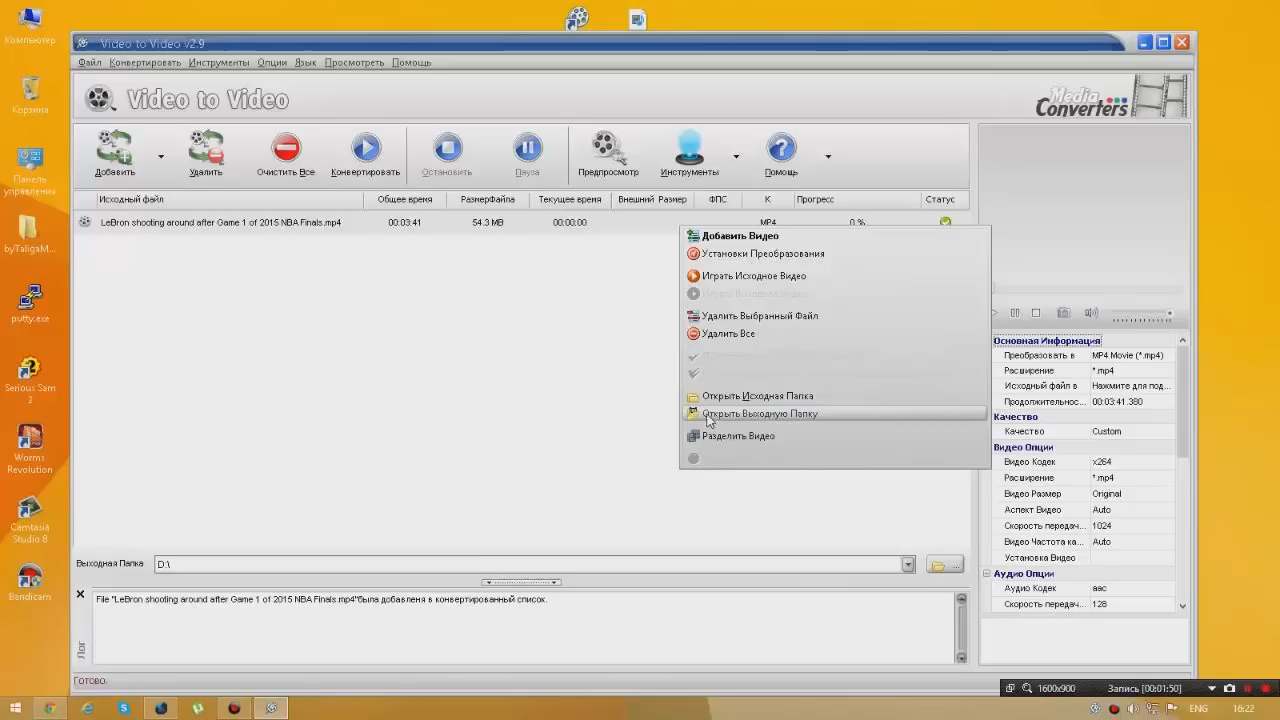 Компьютер
Корзина
Панель
управления
byTaligaM...
putty.exe
Serious Sam
2
Worms
Revolution
Camtasia
Studio 8
Bandicam
Video to Video v2.9
Файл Конвертировать Инструменты Опции Язык Просмотреть Помощь
Video to Video
Media
Converters
Добавить Удалить Очистить Все Конвертировать Остановить Пауза Предпросмотр Инструменты Помощь
Исходный файл Общее время РазмерФайла Текущее время Внешний Размер ФПС К Прогресс Статус
LeBron shooting around after Game 1 of 2015 NBA Finals.mp4 00:03:41 54.3 MB 00:00:00 MP4 0 %
Добавить Видео
Установки Преобразования
Играть Исходное Видео
Удалить Выбранный Файл
Удалить Все
Открыть Исходная Папка
Открыть Выходную Папку
Разделить Видео
Основная Информация
Преобразовать в MP4 Movie (*.mp4)
Расширение *.mp4
Исходный файл в Нажмите для под...
Продолжительнос... 00:03:41.380
Качество
Качество Custom
Видео Опции
Видео Кодек x264
Расширение *.mp4
Видео Размер Original
Аспект Видео Auto
Скорость передач... 1024
Видео Частота ка... Auto
Установка Видео
Аудио Опции
Аудио Кодек aac
Скорость передач... 128
Выходная Папка D:\
...
File "LeBron shooting around after Game 1 of 2015 NBA Finals.mp4"была добавленя в конвертированный список.
Лог
Готово.
1600x900 Запись [00:01:50]
ENG 16:22